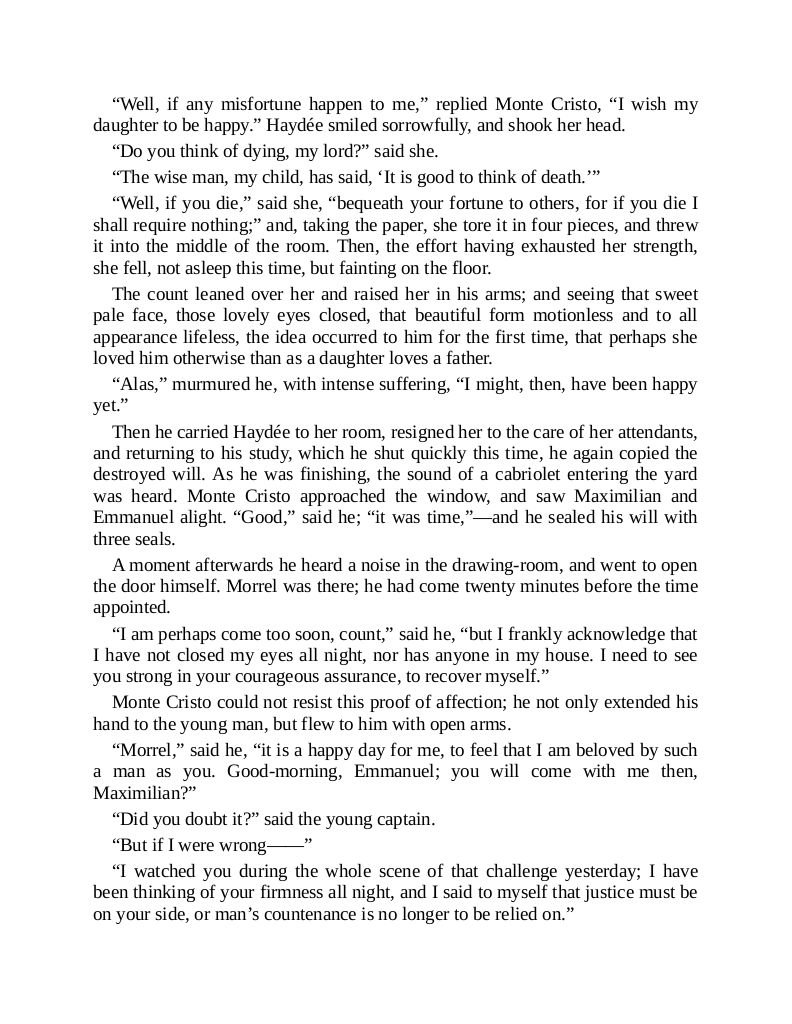 “Well, if any misfortune happen to me,” replied Monte Cristo, “I wish my
daughter to be happy.” Haydée smiled sorrowfully, and shook her head.
“Do you think of dying, my lord?” said she.
“The wise man, my child, has said, ‘It is good to think of death.’”
“Well, if you die,” said she, “bequeath your fortune to others, for if you die I
shall require nothing;” and, taking the paper, she tore it in four pieces, and threw
it into the middle of the room. Then, the effort having exhausted her strength,
she fell, not asleep this time, but fainting on the floor.
The count leaned over her and raised her in his arms; and seeing that sweet
pale face, those lovely eyes closed, that beautiful form motionless and to all
appearance lifeless, the idea occurred to him for the first time, that perhaps she
loved him otherwise than as a daughter loves a father.
“Alas,” murmured he, with intense suffering, “I might, then, have been happy
yet.”
Then he carried Haydée to her room, resigned her to the care of her attendants,
and returning to his study, which he shut quickly this time, he again copied the
destroyed will. As he was finishing, the sound of a cabriolet entering the yard
was heard. Monte Cristo approached the window, and saw Maximilian and
Emmanuel alight. “Good,” said he; “it was time,”—and he sealed his will with
three seals.
A moment afterwards he heard a noise in the drawing-room, and went to open
the door himself. Morrel was there; he had come twenty minutes before the time
appointed.
“I am perhaps come too soon, count,” said he, “but I frankly acknowledge that
I have not closed my eyes all night, nor has anyone in my house. I need to see
you strong in your courageous assurance, to recover myself.”
Monte Cristo could not resist this proof of affection; he not only extended his
hand to the young man, but flew to him with open arms.
“Morrel,” said he, “it is a happy day for me, to feel that I am beloved by such
a man as you. Good-morning, Emmanuel; you will come with me then,
Maximilian?”
“Did you doubt it?” said the young captain.
“But if I were wrong——”
“I watched you during the whole scene of that challenge yesterday; I have
been thinking of your firmness all night, and I said to myself that justice must be
on your side, or man’s countenance is no longer to be relied on.”